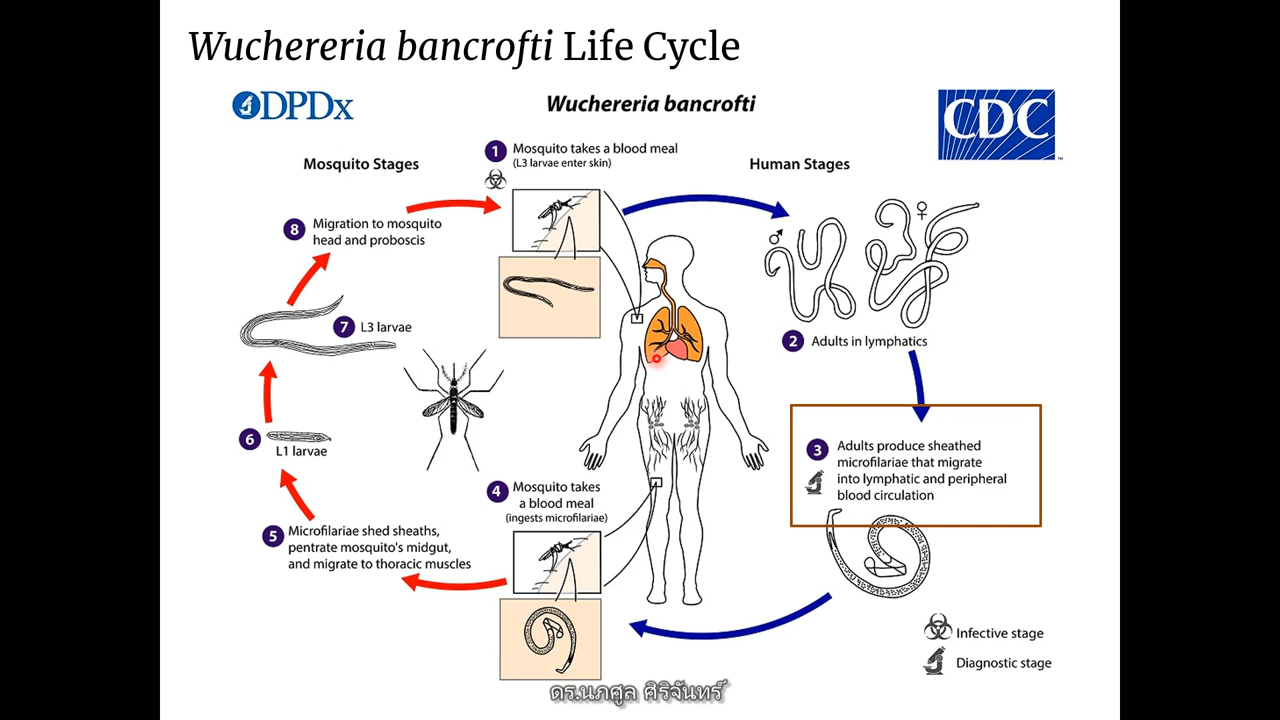 Wuchereria bancrofti Life Cycle
DPDx
Wuchereria bancrofti
CDC
Mosquito Stages
1 Mosquito takes a blood meal
(L3 larvae enter skin)
Human Stages
8 Migration to mosquito
head and proboscis
♂
♀
7 L3 larvae
2 Adults in lymphatics
6
L1 larvae
3 Adults produce sheathed
microfilariae that migrate
into lymphatic and peripheral
blood circulation
4 Mosquito takes
a blood meal
(ingests microfilariae)
5 Microfilariae shed sheaths,
pentrate mosquito's midgut,
and migrate to thoracic muscles
Infective stage
Diagnostic stage
ดร.นภศูล ศิริจันทร์